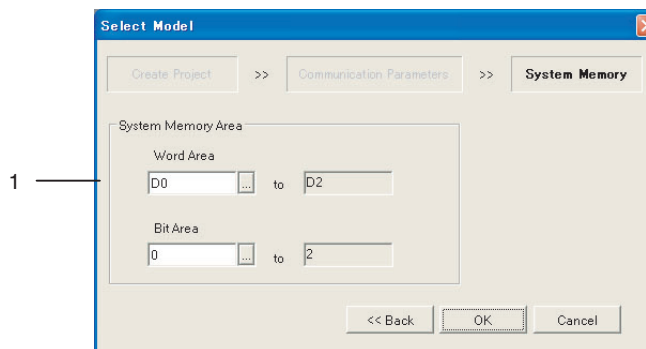 Select Model
Create Project >> Communication Parameters >> System Memory
System Memory Area
Word Area
1
D0 ... to D2
Bit Area
0 ... to 2
<< Back OK Cancel